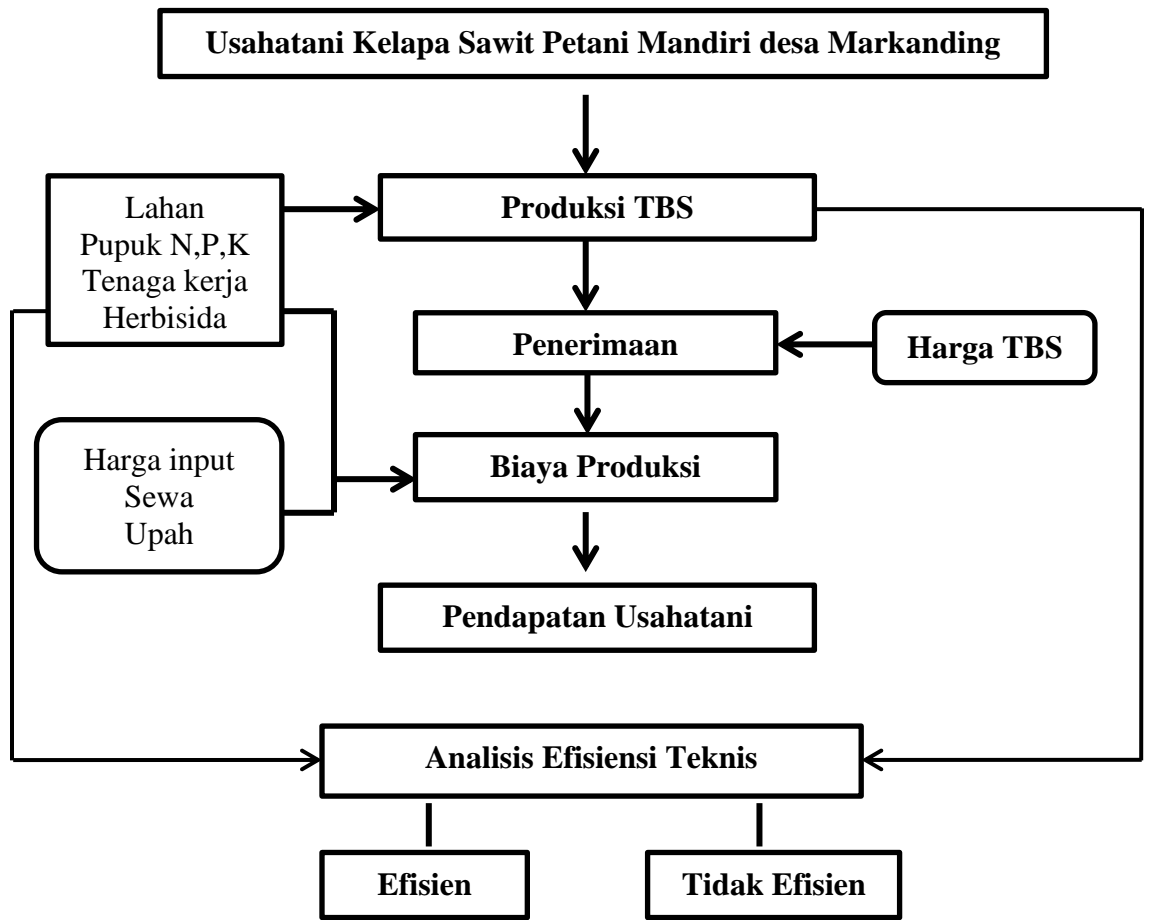 Usahatani Kelapa Sawit Petani Mandiri desa Markanding
Lahan
Pupuk N,P,K
Tenaga kerja
Herbisida
Produksi TBS
Penerimaan
Harga TBS
Harga input
Sewa
Upah
Biaya Produksi
Pendapatan Usahatani
Analisis Efisiensi Teknis
Efisien
Tidak Efisien